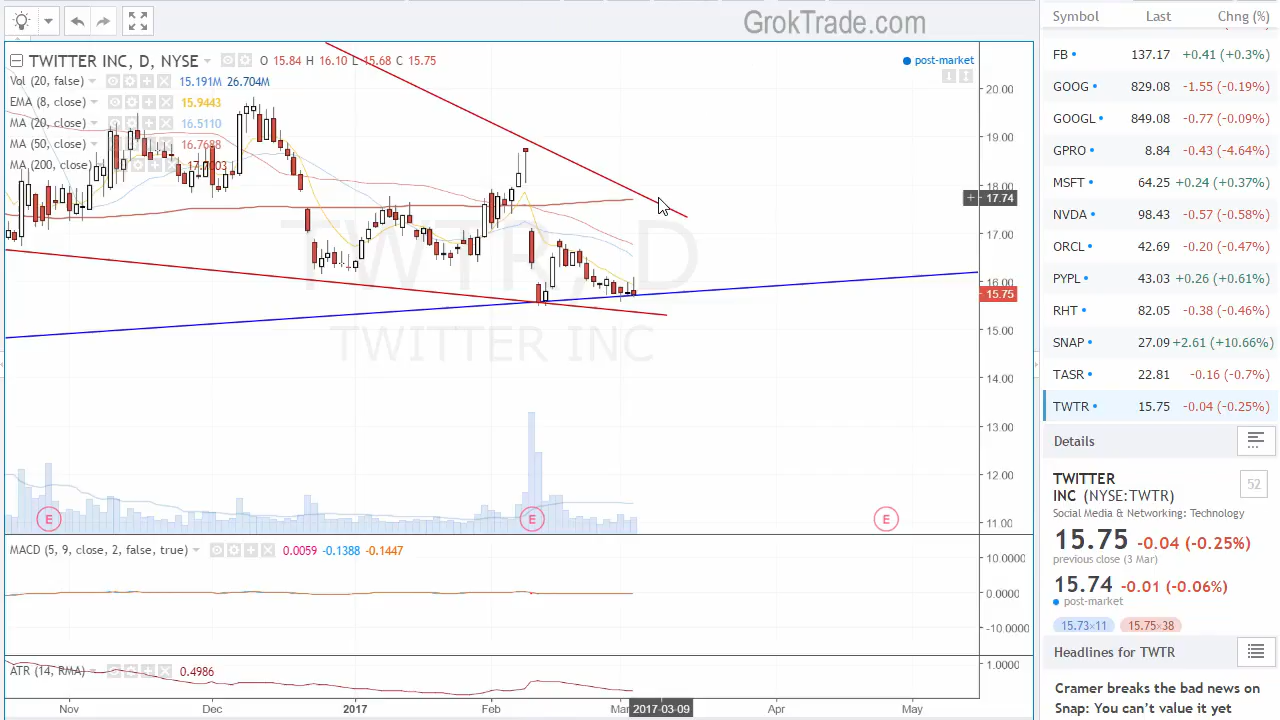 GrokTrade.com
TWITTER INC, D, NYSE O 15.84 H 16.10 L 15.68 C 15.75
post-market
Vol (20, false) 15.191M 26.704M
EMA (8, close) 15.9443
MA (20, close) 16.5110
MA (50, close) 16.7688
MA (200, close)
TWTR, D
TWITTER INC
20.00
19.00
18.00
17.74
17.00
16.00
15.75
15.00
14.00
13.00
12.00
11.00
E E E
MACD (5, 9, close, 2, false, true) 0.0059 -0.1388 -0.1447
10.0000
0.0000
-10.0000
ATR (14, RMA) 0.4986
1.0000
Nov Dec 2017 Feb Mar 2017-03-09 Apr May
Symbol Last Chng (%)
FB 137.17 +0.41 (+0.3%)
GOOG 829.08 -1.55 (-0.19%)
GOOGL 849.08 -0.77 (-0.09%)
GPRO 8.84 -0.43 (-4.64%)
MSFT 64.25 +0.24 (+0.37%)
NVDA 98.43 -0.57 (-0.58%)
ORCL 42.69 -0.20 (-0.47%)
PYPL 43.03 +0.26 (+0.61%)
RHT 82.05 -0.38 (-0.46%)
SNAP 27.09 +2.61 (+10.66%)
TASR 22.81 -0.16 (-0.7%)
TWTR 15.75 -0.04 (-0.25%)
Details
TWITTER
INC (NYSE:TWTR)
52
Social Media & Networking: Technology
15.75 -0.04 (-0.25%)
previous close (3 Mar)
15.74 -0.01 (-0.06%)
post-market
15.73×11 15.75×38
Headlines for TWTR
Cramer breaks the bad news on
Snap: You can't value it yet